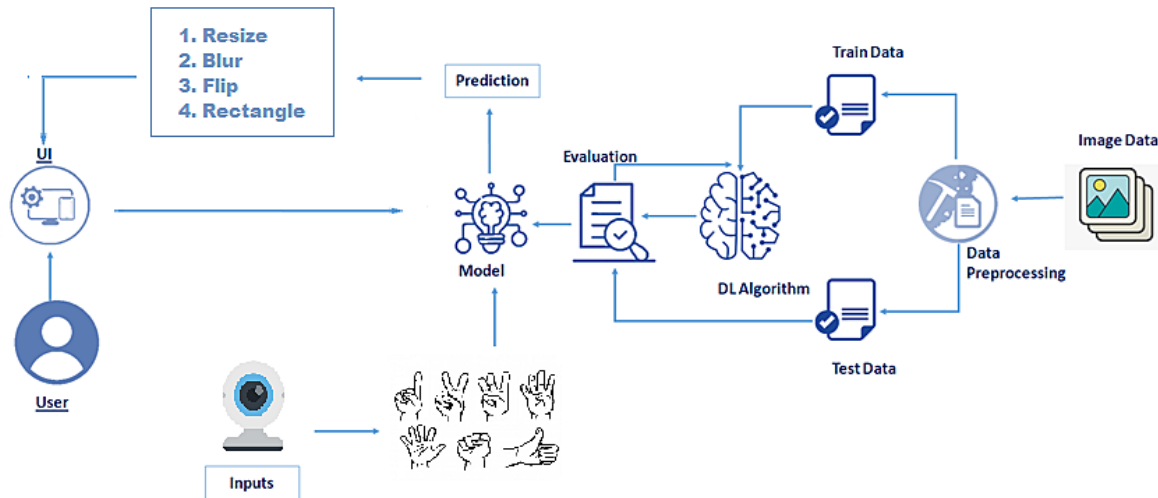 1. Resize
2. Blur
3. Flip
4. Rectangle
Prediction
Train Data
Image Data
Evaluation
UI
Model
DL Algorithm
Data
Preprocessing
Test Data
User
Inputs